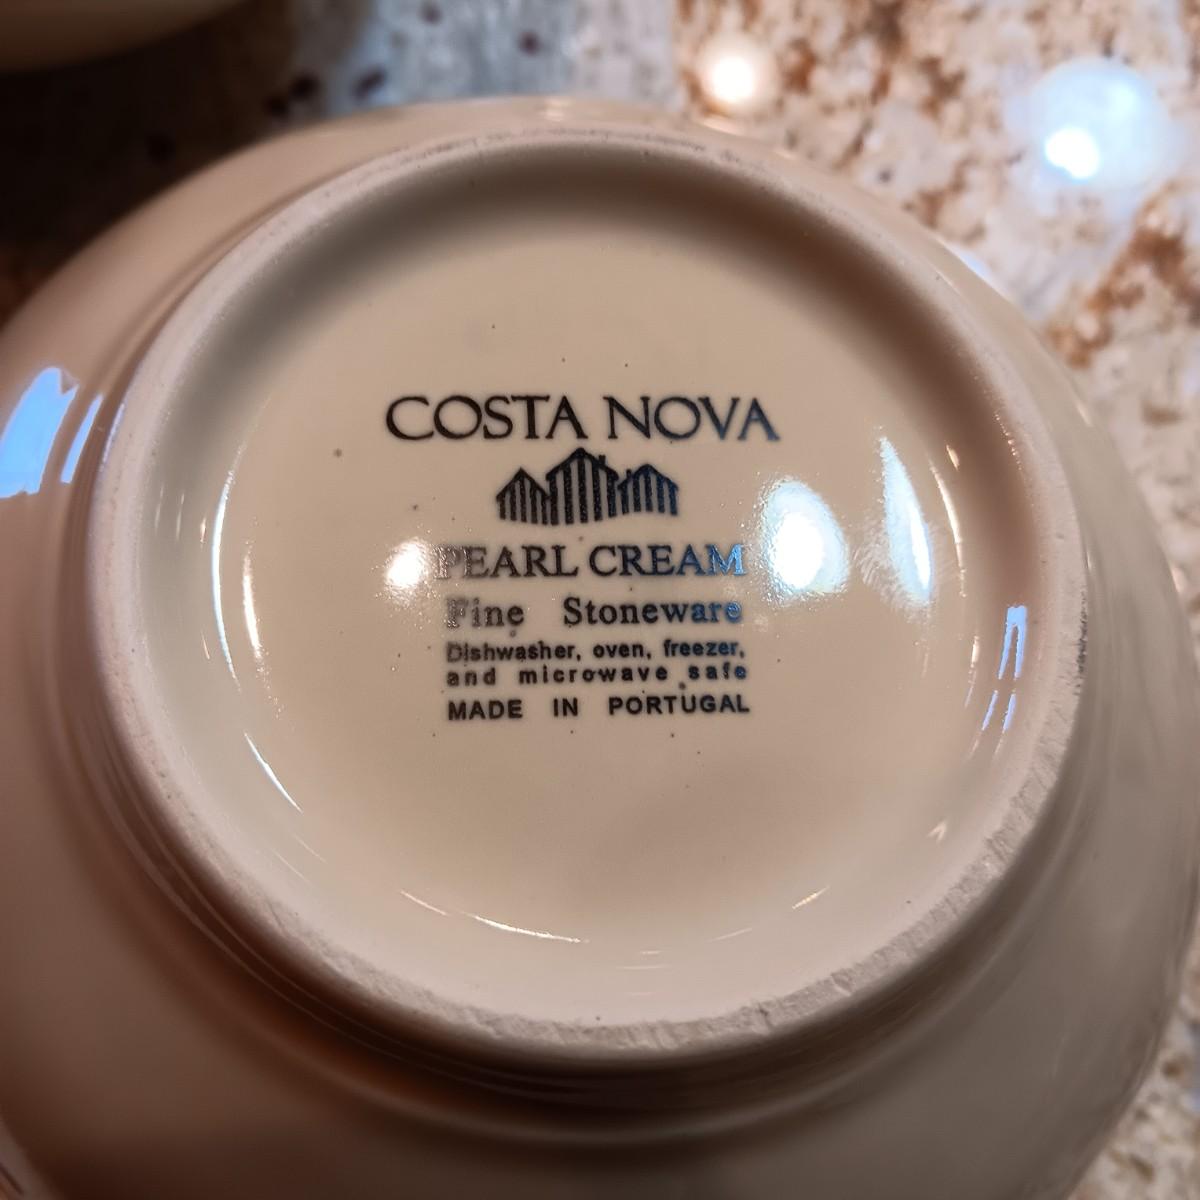 COSTA NOVA
PEARL CREAM
Fine Stoneware
Dishwasher, oven, freezer,
and microwave safe
MADE IN PORTUGAL